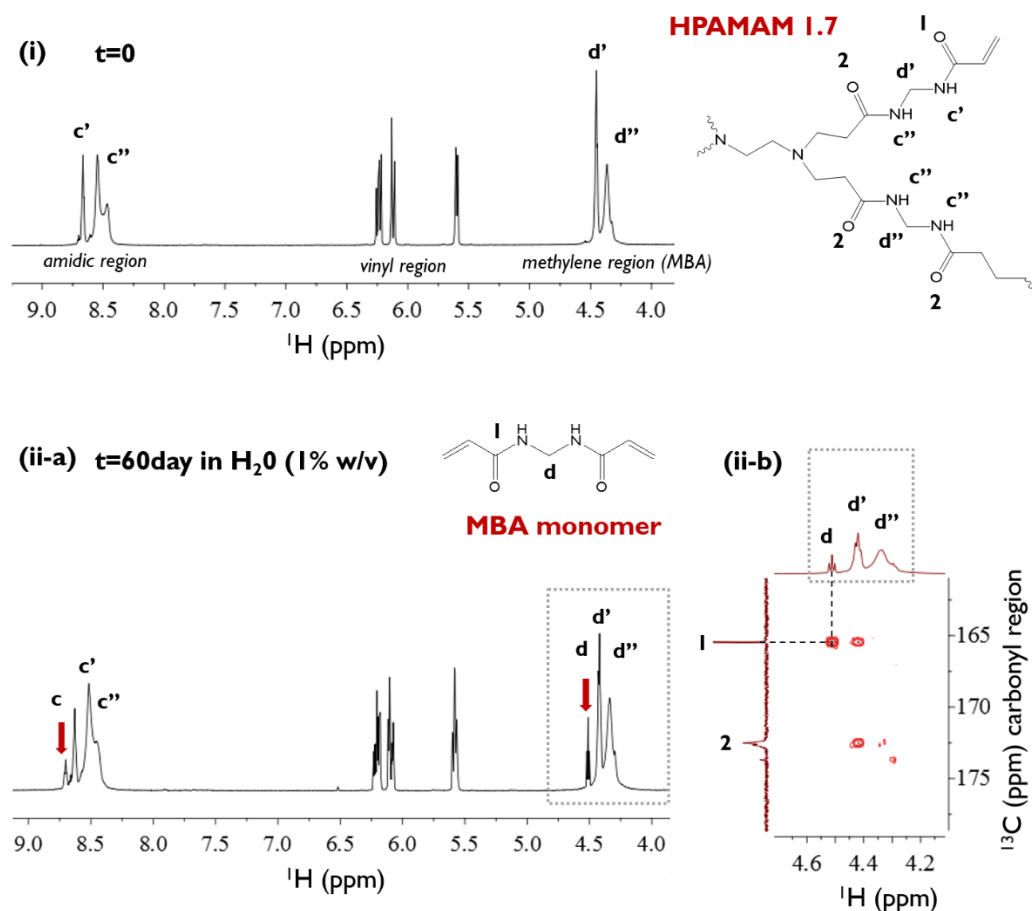 (i) t=0
HPAMAM 1.7
c' c'' d' d''
amidic region vinyl region methylene region (MBA)
9.0 8.5 8.0 7.5 7.0 6.5 6.0 5.5 5.0 4.5 4.0
¹H (ppm)
1
O
2 d'
O NH
NH c'
N c''
N
c'' c''
NH NH
O
2 d'' O
2
(ii-a) t=60day in H₂0 (1% w/v)
1 H H
N N
O d O
MBA monomer
c c' c'' d d' d''
9.0 8.5 8.0 7.5 7.0 6.5 6.0 5.5 5.0 4.5 4.0
¹H (ppm)
(ii-b)
d d' d''
1
2
165
170
175
¹³C (ppm) carbonyl region
4.6 4.4 4.2
¹H (ppm)